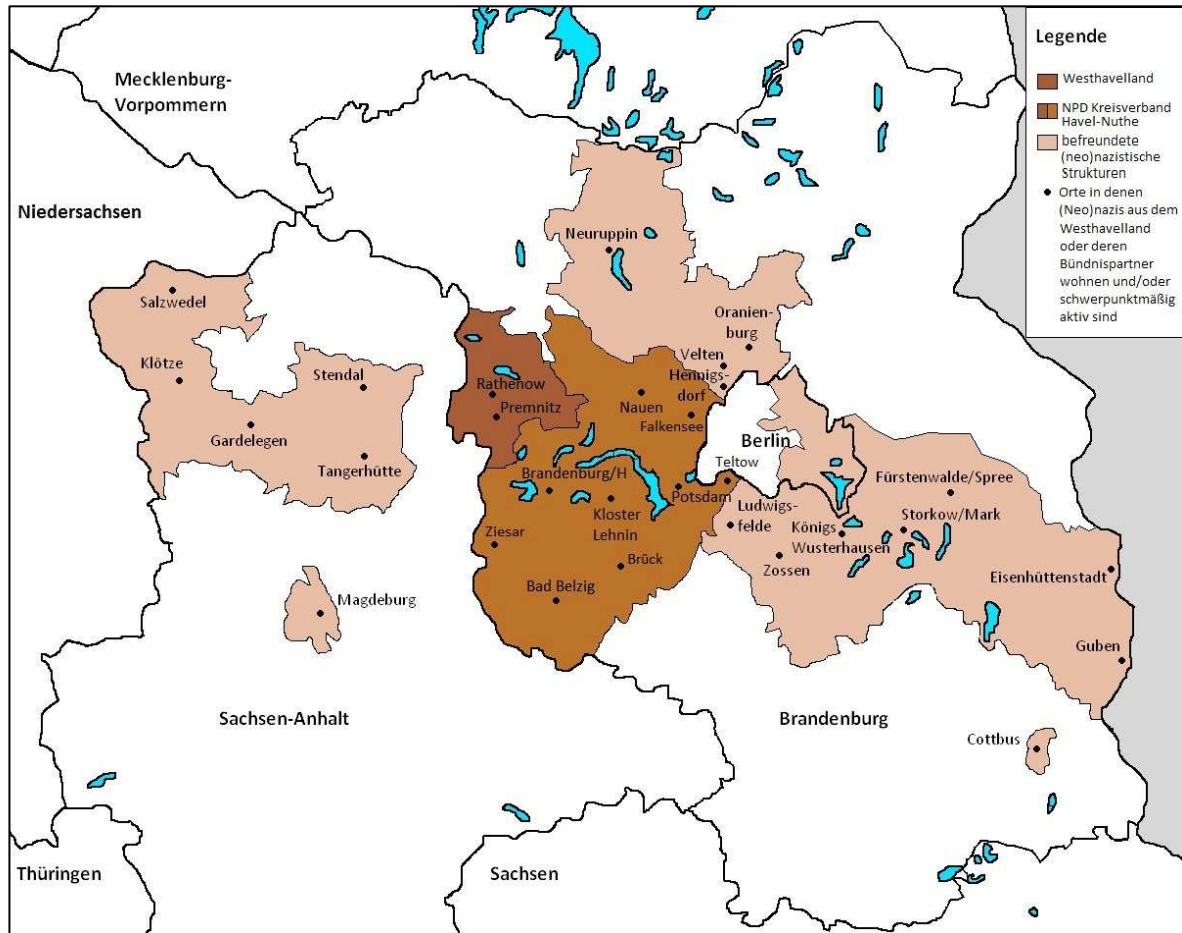 Mecklenburg-
Vorpommern
Niedersachsen
Salzwedel
Klötze
Stendal
Gardelegen
Tangerhütte
Magdeburg
Sachsen-Anhalt
Thüringen
Sachsen
Neuruppin
Oranien-
burg
Velten
Hennigs-
dorf
Rathenow
Premnitz
Nauen
Falkensee
Berlin
Teltow
Brandenburg/H
Potsdam
Kloster
Lehnin
Ziesar
Brück
Bad Belzig
Ludwigs-
felde
Königs
Wusterhausen
Zossen
Fürstenwalde/Spree
Storkow/Mark
Eisenhüttenstadt
Guben
Brandenburg
Cottbus
Legende
Westhavelland
NPD Kreisverband
Havel-Nuthe
befreundete
(neo)nazistische
Strukturen
Orte in denen
(Neo)nazis aus dem
Westhavelland
oder deren
Bündnispartner
wohnen und/oder
schwerpunktmäßig
aktiv sind